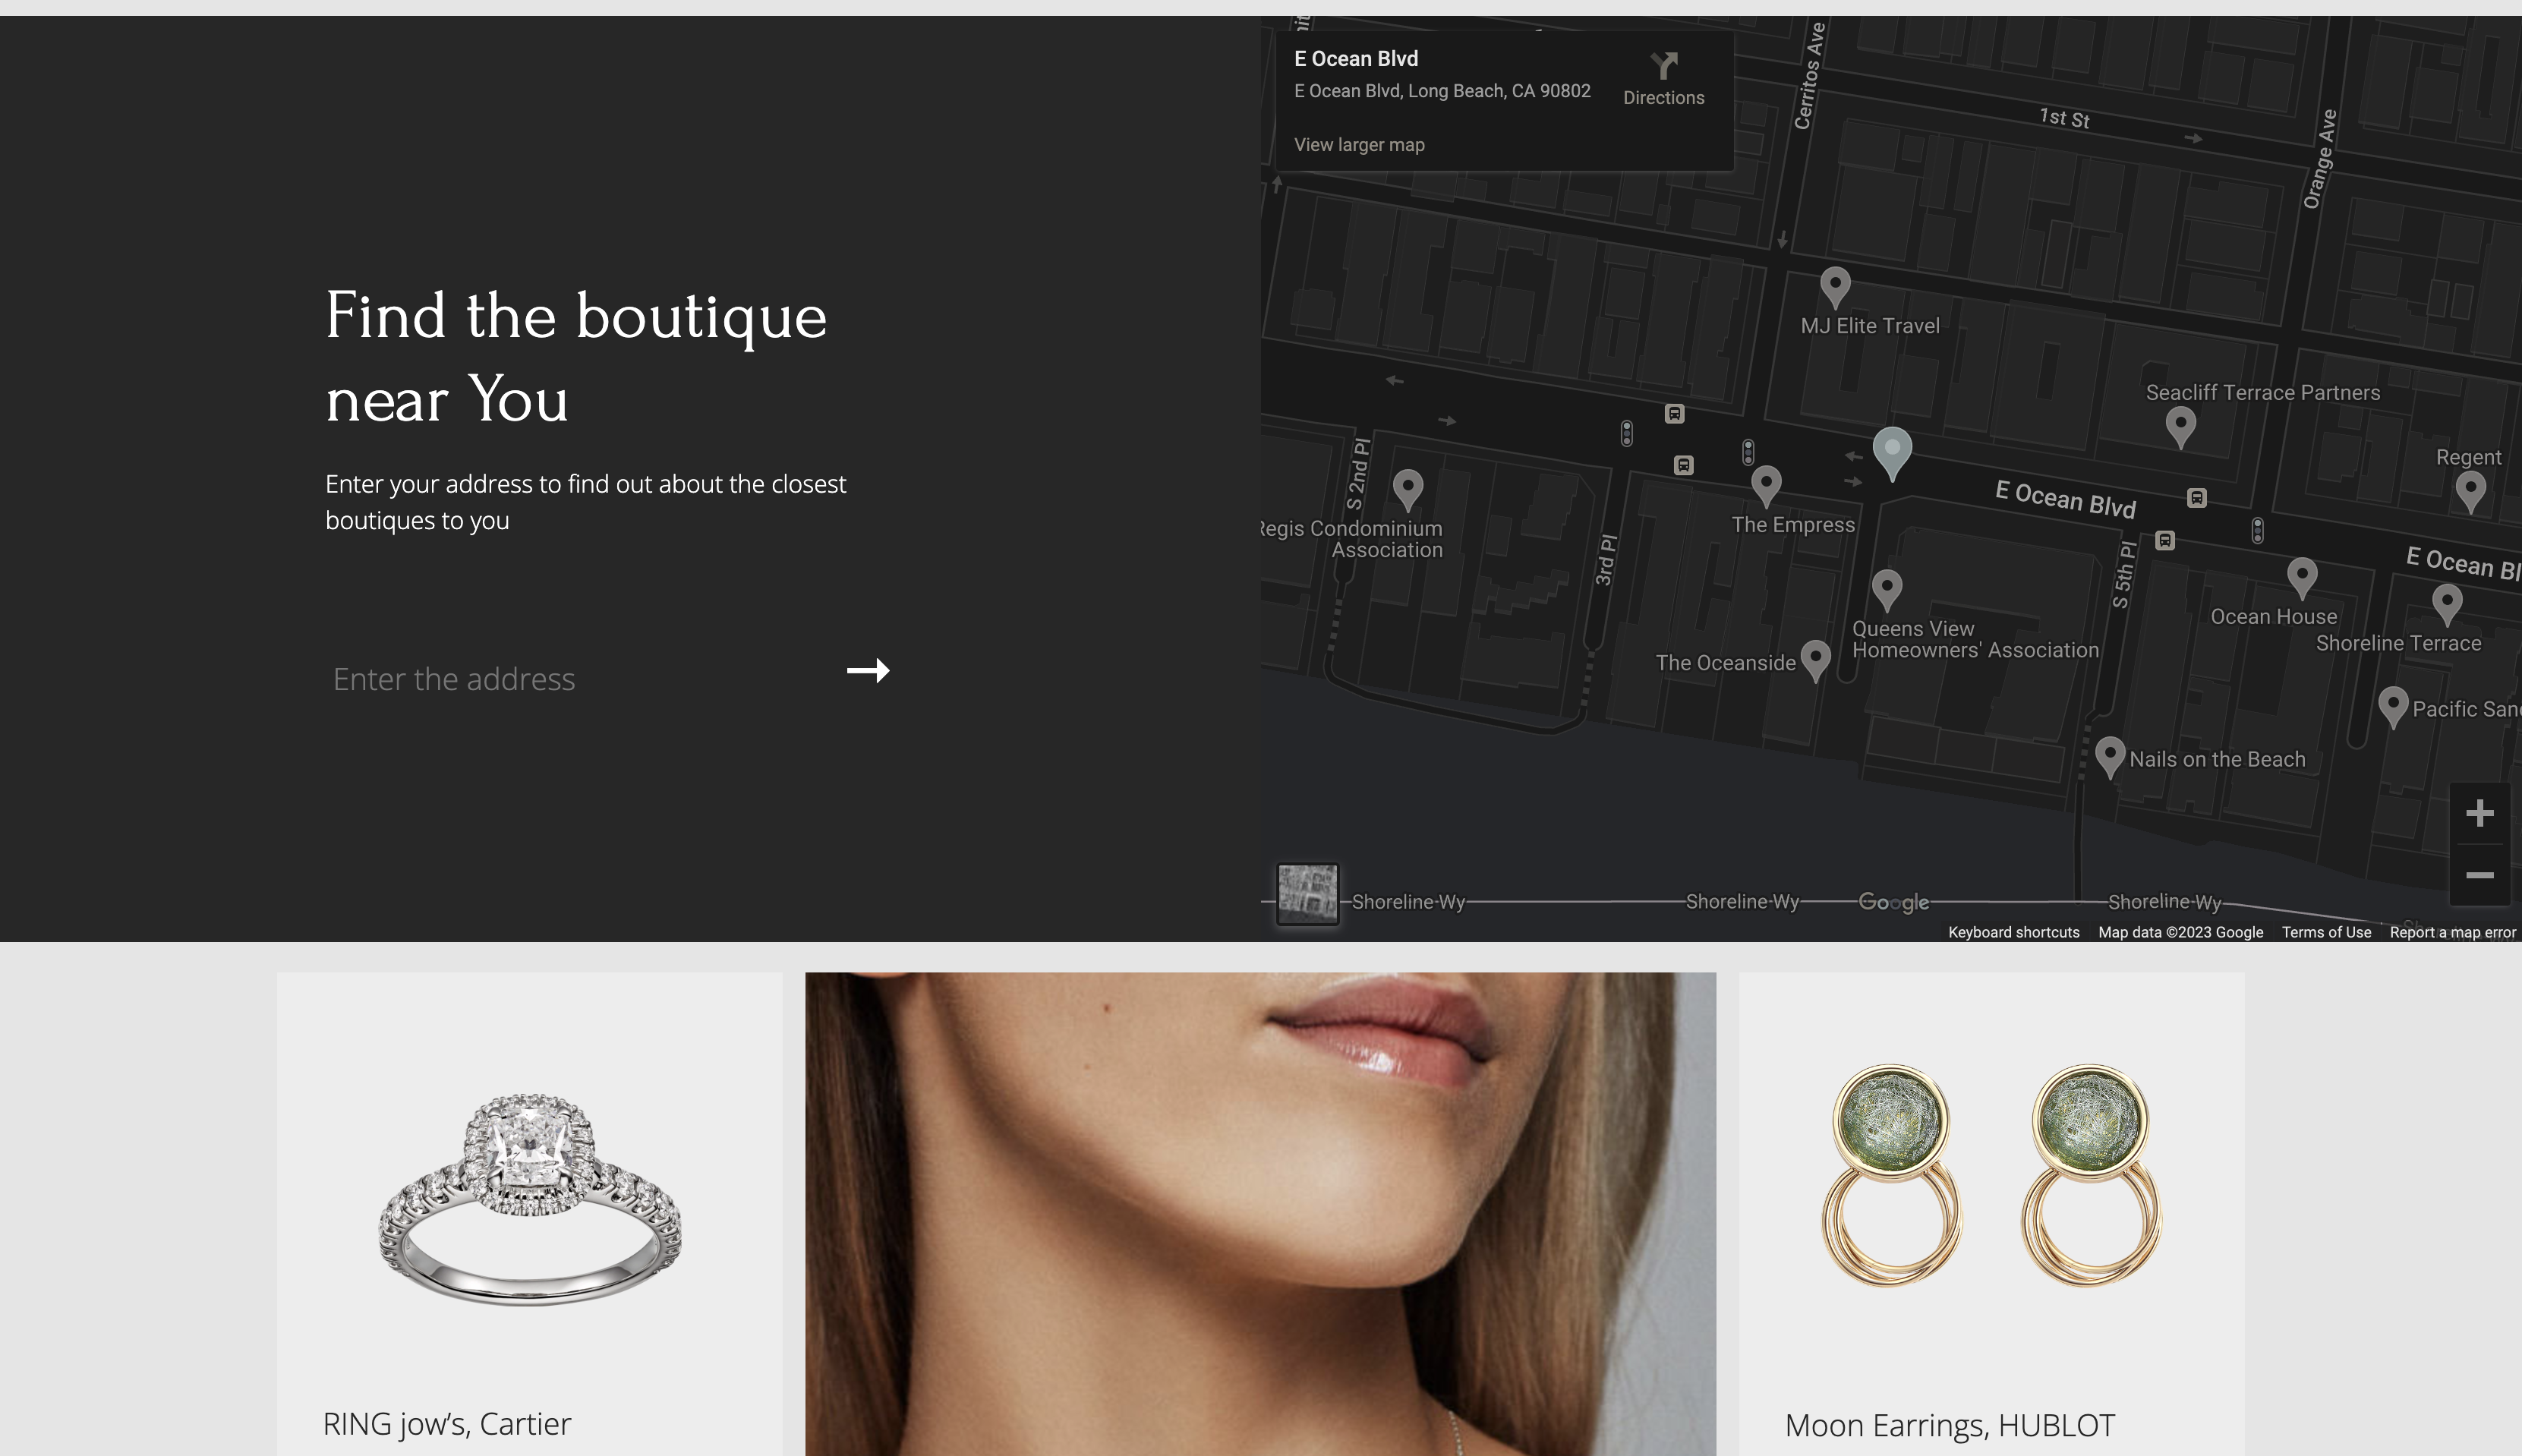 Find the boutique
near You
Enter your address to find out about the closest
boutiques to you
Enter the address
E Ocean Blvd
E Ocean Blvd, Long Beach, CA 90802
Directions
View larger map
Cerritos Ave
1st St
Orange Ave
MJ Elite Travel
Seacliff Terrace Partners
Regent
S 2nd Pl
Regis Condominium
Association
3rd Pl
The Empress
E Ocean Blvd
S 5th Pl
E Ocean Bl
Ocean House
Shoreline Terrace
Queens View
Homeowners' Association
The Oceanside
Pacific San
Nails on the Beach
Shoreline Wy
Shoreline Wy
Google
Shoreline Wy
Keyboard shortcuts
Map data ©2023 Google
Terms of Use
Report a map error
RING jow’s, Cartier
Moon Earrings, HUBLOT